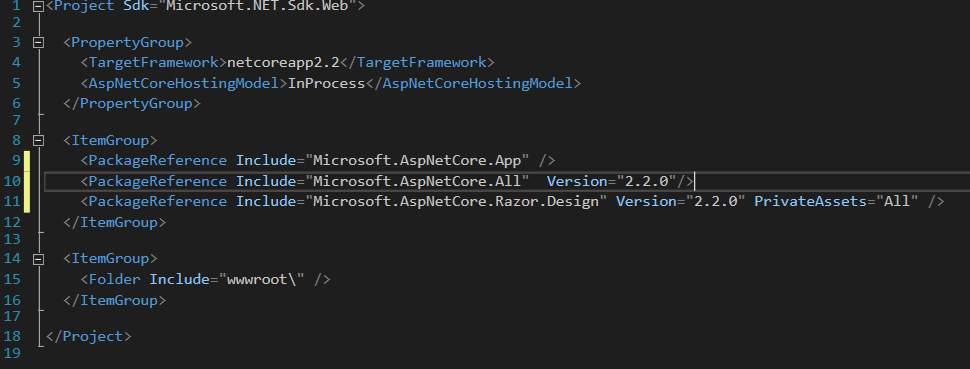 1 <Project Sdk="Microsoft.NET.Sdk.Web">
2
3 <PropertyGroup>
4 <TargetFramework>netcoreapp2.2</TargetFramework>
5 <AspNetCoreHostingModel>InProcess</AspNetCoreHostingModel>
6 </PropertyGroup>
7
8 <ItemGroup>
9 <PackageReference Include="Microsoft.AspNetCore.App" />
10 <PackageReference Include="Microsoft.AspNetCore.All"  Version="2.2.0"/>
11 <PackageReference Include="Microsoft.AspNetCore.Razor.Design" Version="2.2.0" PrivateAssets="All" />
12 </ItemGroup>
13
14 <ItemGroup>
15 <Folder Include="wwwroot\" />
16 </ItemGroup>
17
18 </Project>
19